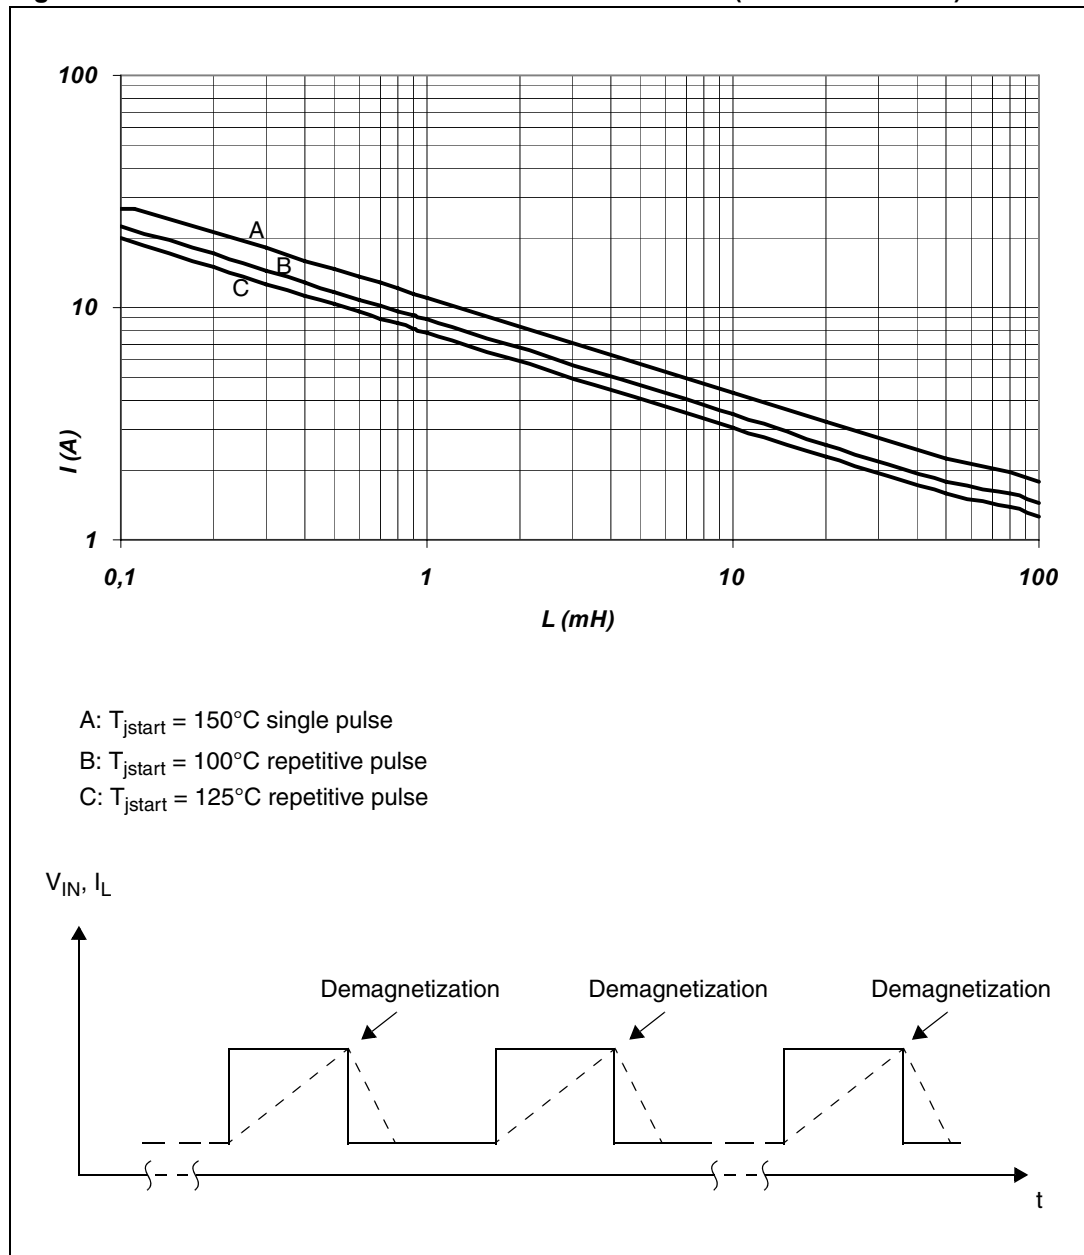 100
10
1
I (A)
A
B
C
0,1 1 10 100
L (mH)
A: Tjstart = 150°C single pulse
B: Tjstart = 100°C repetitive pulse
C: Tjstart = 125°C repetitive pulse
VIN, IL
Demagnetization Demagnetization Demagnetization
t